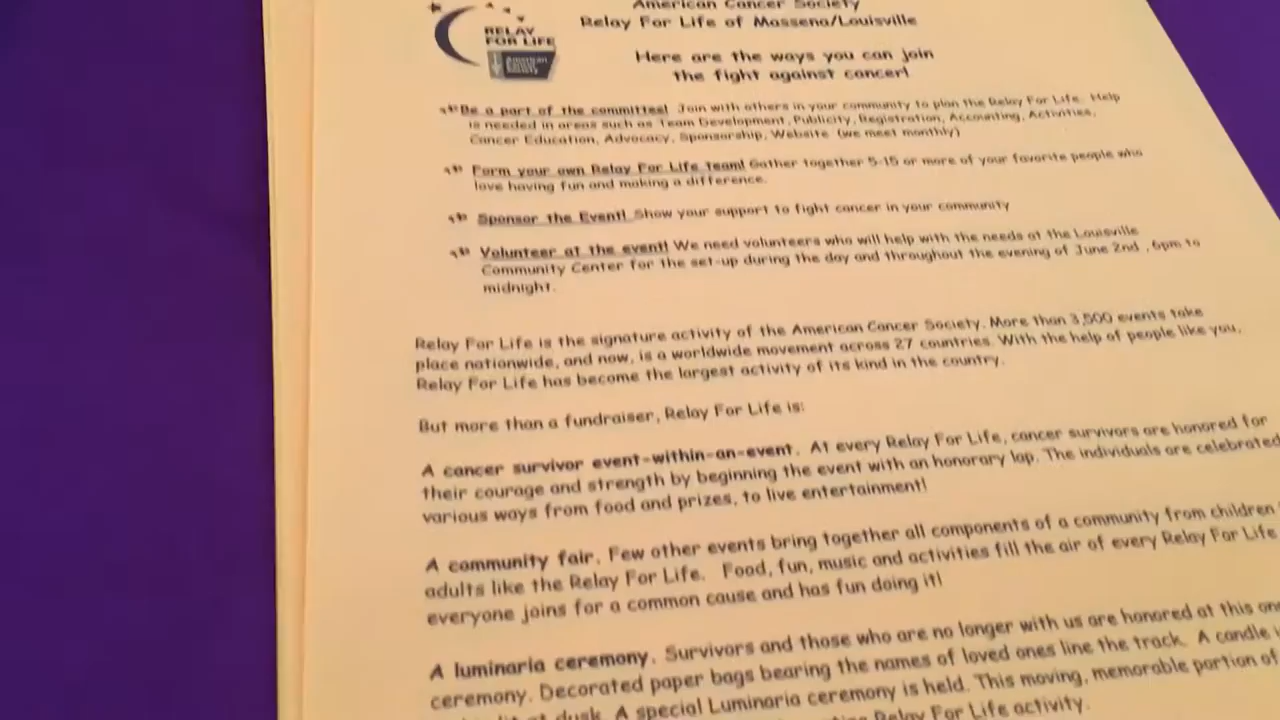 American Cancer Society
Relay For Life of Massena/Louisville
RELAY
FOR LIFE
American
Cancer
Society
Here are the ways you can join
the fight against cancer!
Be a part of the committee! Join with others in your community to plan the Relay For Life. Help
is needed in areas such as Team Development, Publicity, Registration, Accounting, Activities,
Cancer Education, Advocacy, Sponsorship, Website (we meet monthly)
Form your own Relay For Life team! Gather together 5-15 or more of your favorite people who
love having fun and making a difference.
Sponsor the Event! Show your support to fight cancer in your community
Volunteer at the event! We need volunteers who will help with the needs at the Louisville
Community Center for the set-up during the day and throughout the evening of June 2nd , 6pm to
midnight.
Relay For Life is the signature activity of the American Cancer Society. More than 3,500 events take
place nationwide, and now, is a worldwide movement across 27 countries. With the help of people like you,
Relay For Life has become the largest activity of its kind in the country.
But more than a fundraiser, Relay For Life is:
A cancer survivor event-within-an-event. At every Relay For Life, cancer survivors are honored for
their courage and strength by beginning the event with an honorary lap. The individuals are celebrated
various ways from food and prizes, to live entertainment!
A community fair. Few other events bring together all components of a community from children
adults like the Relay For Life. Food, fun, music and activities fill the air of every Relay For Life
everyone joins for a common cause and has fun doing it!
A luminaria ceremony. Survivors and those who are no longer with us are honored at this
ceremony. Decorated paper bags bearing the names of loved ones line the track. A candle
at dusk. A special Luminaria ceremony is held. This moving, memorable portion of
Relay For Life activity.